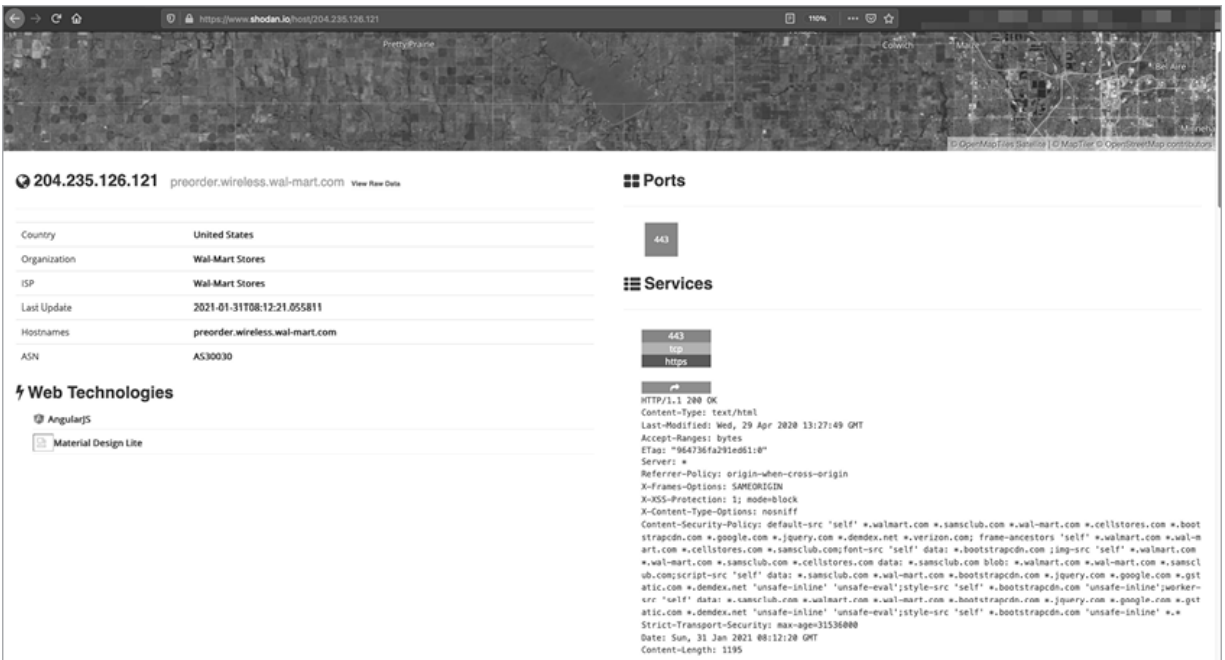 https://www.shodan.io/host/204.235.126.121
110%
Pretty Prairie
Colwich
Maize
Bel Aire
Minneha
© OpenMapTiles Satellite | © MapTiler © OpenStreetMap contributors
204.235.126.121 preorder.wireless.wal-mart.com View Raw Data
Country United States
Organization Wal-Mart Stores
ISP Wal-Mart Stores
Last Update 2021-01-31T08:12:21.055811
Hostnames preorder.wireless.wal-mart.com
ASN AS30030
Web Technologies
AngularJS
Material Design Lite
Ports
443
Services
443
tcp
https
HTTP/1.1 200 OK
Content-Type: text/html
Last-Modified: Wed, 29 Apr 2020 13:27:49 GMT
Accept-Ranges: bytes
ETag: "964736fa291ed61:0"
Server: *
Referrer-Policy: origin-when-cross-origin
X-Frames-Options: SAMEORIGIN
X-XSS-Protection: 1; mode=block
X-Content-Type-Options: nosniff
Content-Security-Policy: default-src 'self' *.walmart.com *.samsclub.com *.wal-mart.com *.cellstores.com *.boot
strapcdn.com *.google.com *.jquery.com *.demdex.net *.verizon.com; frame-ancestors 'self' *.walmart.com *.wal-m
art.com *.cellstores.com *.samsclub.com;font-src 'self' data: *.bootstrapcdn.com ;img-src 'self' *.walmart.com
*.wal-mart.com *.samsclub.com *.cellstores.com data: *.samsclub.com blob: *.walmart.com *.wal-mart.com *.samscl
ub.com;script-src 'self' data: *.samsclub.com *.wal-mart.com *.bootstrapcdn.com *.jquery.com *.google.com *.gst
atic.com *.demdex.net 'unsafe-inline' 'unsafe-eval';style-src 'self' *.bootstrapcdn.com 'unsafe-inline';worker-
src 'self' data: *.samsclub.com *.walmart.com *.wal-mart.com *.bootstrapcdn.com *.jquery.com *.google.com *.gst
atic.com *.demdex.net 'unsafe-inline' 'unsafe-eval';style-src 'self' *.bootstrapcdn.com 'unsafe-inline' *.*
Strict-Transport-Security: max-age=31536000
Date: Sun, 31 Jan 2021 08:12:20 GMT
Content-Length: 1195